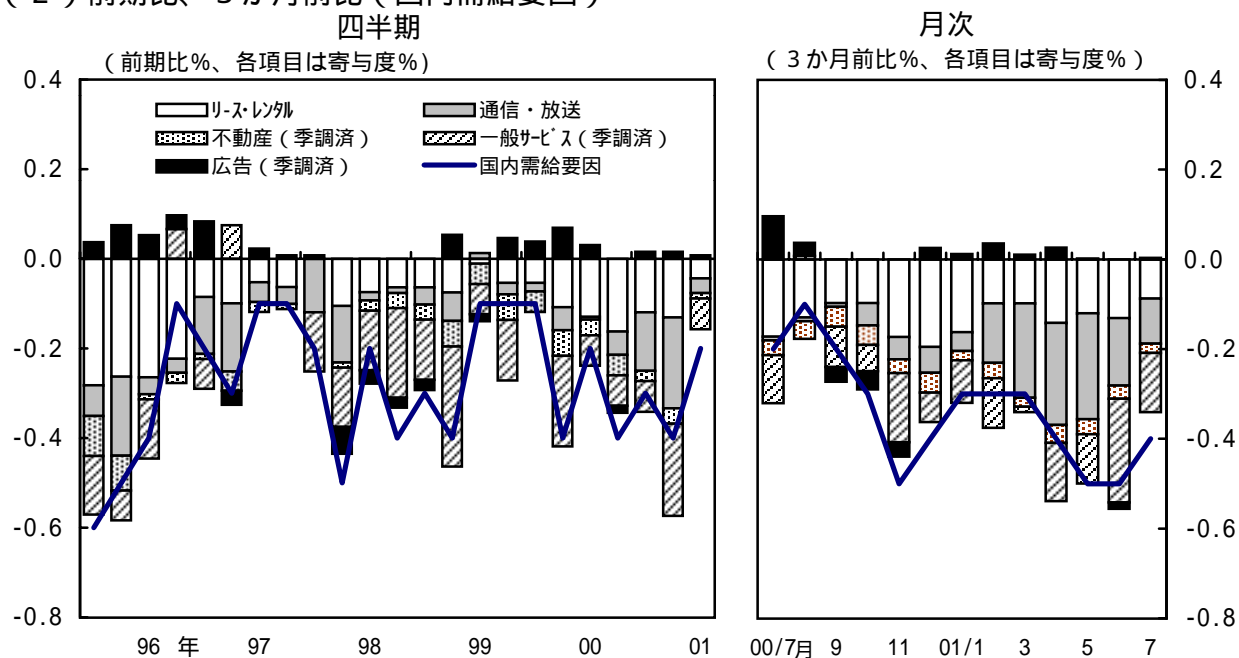 (2)前期比、3か月前比(国内需給要因)
四半期
(前期比%、各項目は寄与度%)
0.4
0.2
0.0
-0.2
-0.4
-0.6
-0.8
リース・レンタル
通信・放送
不動産(季調済)
一般サービス(季調済)
広告(季調済)
国内需給要因
96 年 97 98 99 00 01
月次
(3か月前比%、各項目は寄与度%)
0.4
0.2
0.0
-0.2
-0.4
-0.6
-0.8
00/7月 9 11 01/1 3 5 7